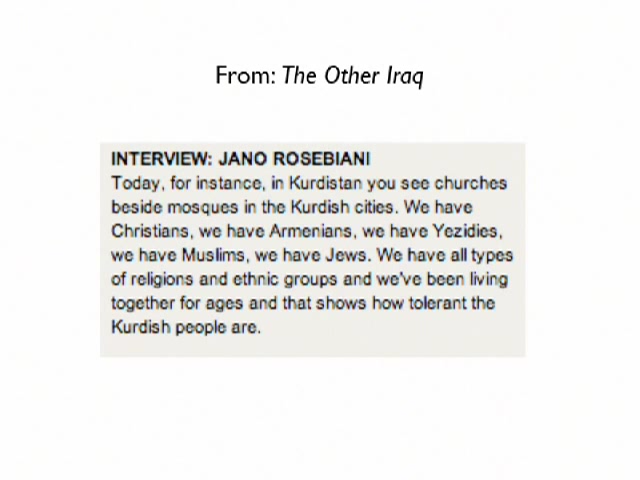 From: The Other Iraq
INTERVIEW: JANO ROSEBIANI
Today, for instance, in Kurdistan you see churches
beside mosques in the Kurdish cities. We have
Christians, we have Armenians, we have Yezidies,
we have Muslims, we have Jews. We have all types
of religions and ethnic groups and we've been living
together for ages and that shows how tolerant the
Kurdish people are.